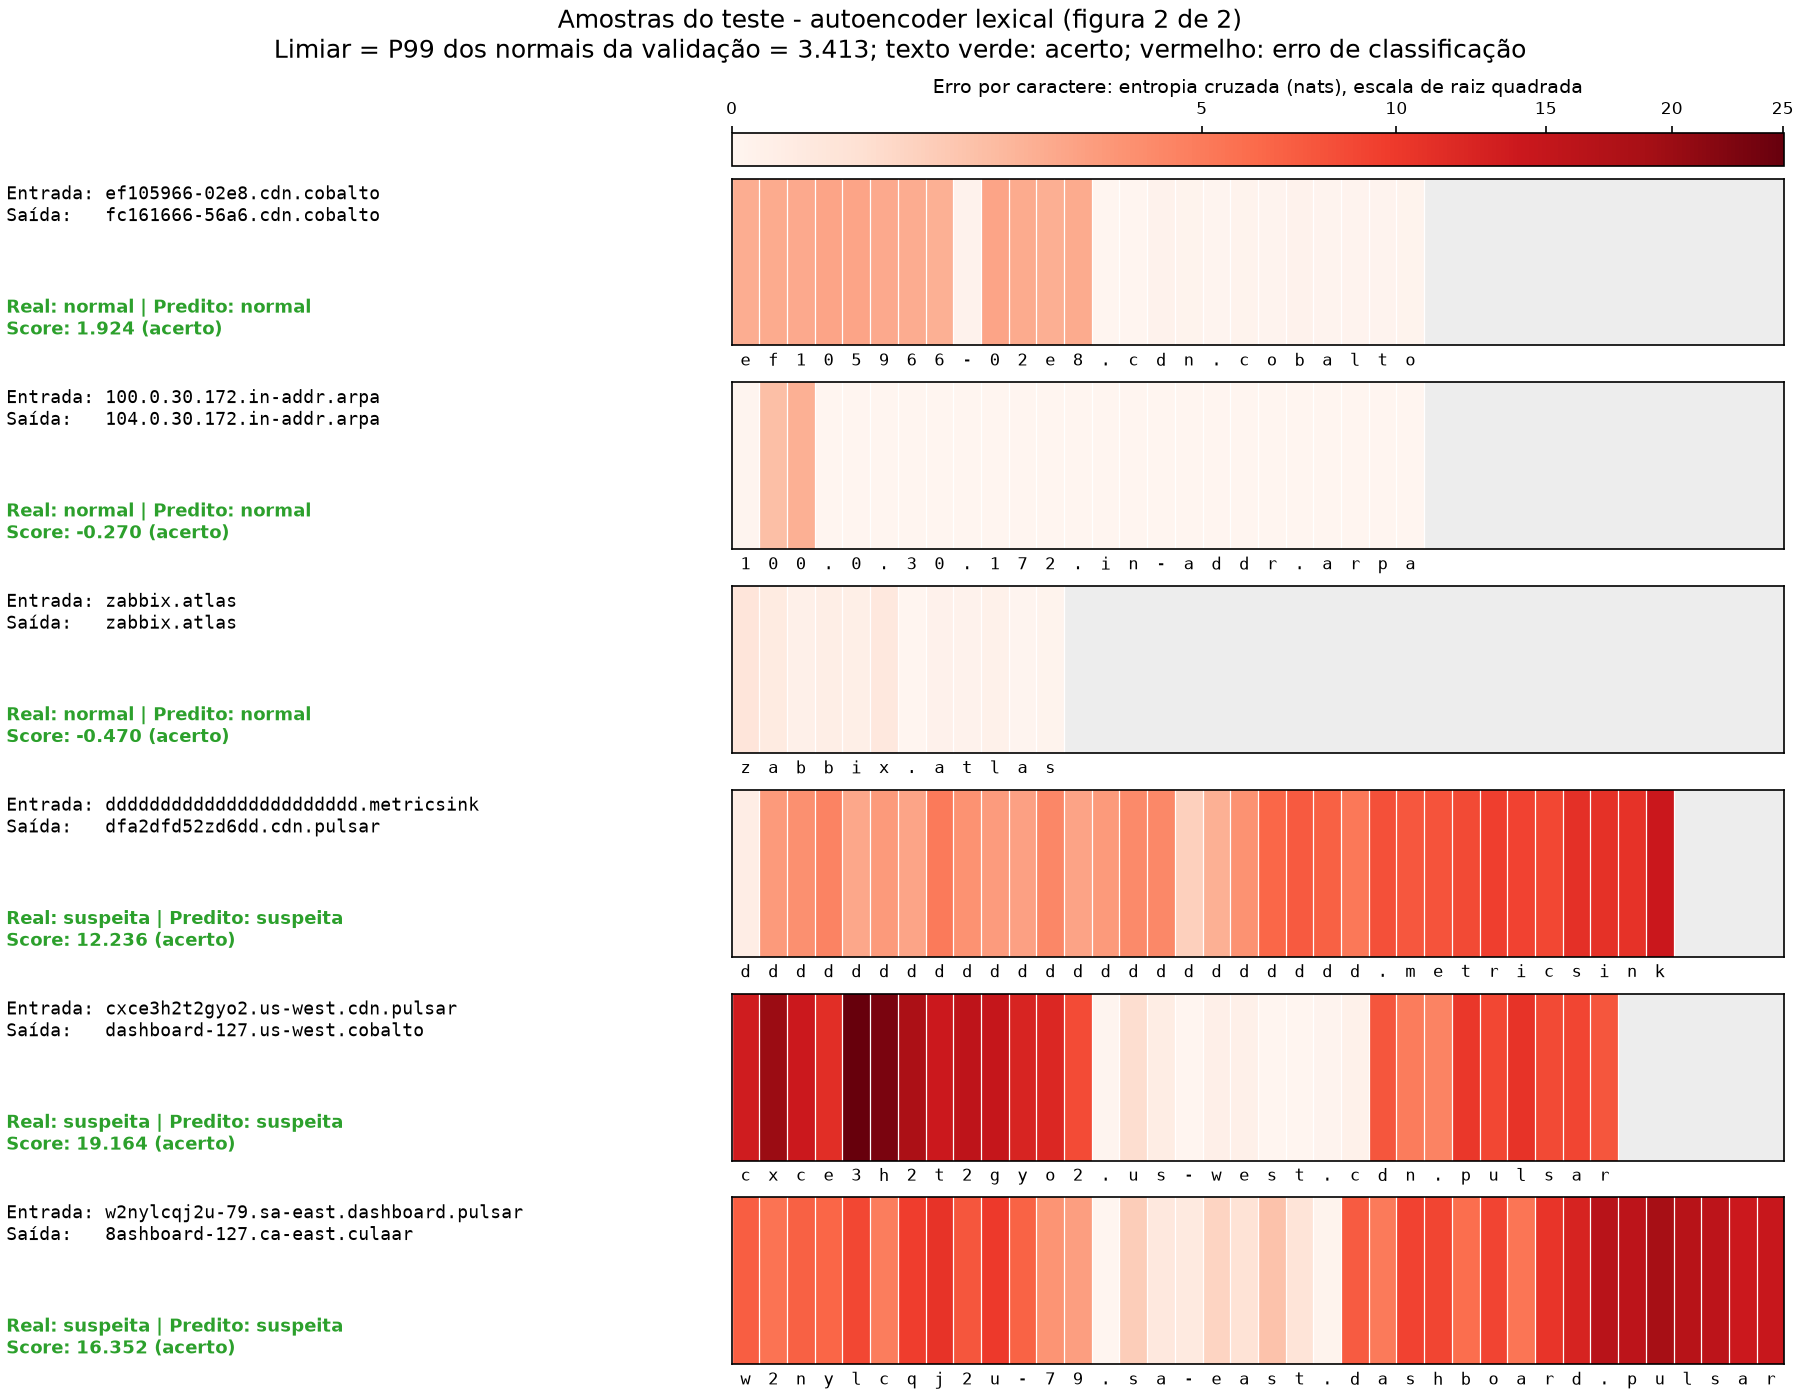 Amostras do teste - autoencoder lexical (figura 2 de 2)
Limiar = P99 dos normais da validação = 3.413; texto verde: acerto; vermelho: erro de classificação
Erro por caractere: entropia cruzada (nats), escala de raiz quadrada
0 5 10 15 20 25
Entrada: ef105966-02e8.cdn.cobalto
Saída: fc161666-56a6.cdn.cobalto
Real: normal | Predito: normal
Score: 1.924 (acerto)
e f 1 0 5 9 6 6 - 0 2 e 8 . c d n . c o b a l t o
Entrada: 100.0.30.172.in-addr.arpa
Saída: 104.0.30.172.in-addr.arpa
Real: normal | Predito: normal
Score: -0.270 (acerto)
1 0 0 . 0 . 3 0 . 1 7 2 . i n - a d d r . a r p a
Entrada: zabbix.atlas
Saída: zabbix.atlas
Real: normal | Predito: normal
Score: -0.470 (acerto)
z a b b i x . a t l a s
Entrada: ddddddddddddddddddddddd.metricsink
Saída: dfa2dfd52zd6dd.cdn.pulsar
Real: suspeita | Predito: suspeita
Score: 12.236 (acerto)
d d d d d d d d d d d d d d d d d d d d d d d . m e t r i c s i n k
Entrada: cxce3h2t2gyo2.us-west.cdn.pulsar
Saída: dashboard-127.us-west.cobalto
Real: suspeita | Predito: suspeita
Score: 19.164 (acerto)
c x c e 3 h 2 t 2 g y o 2 . u s - w e s t . c d n . p u l s a r
Entrada: w2nylcqj2u-79.sa-east.dashboard.pulsar
Saída: 8ashboard-127.ca-east.culaar
Real: suspeita | Predito: suspeita
Score: 16.352 (acerto)
w 2 n y l c q j 2 u - 7 9 . s a - e a s t . d a s h b o a r d . p u l s a r